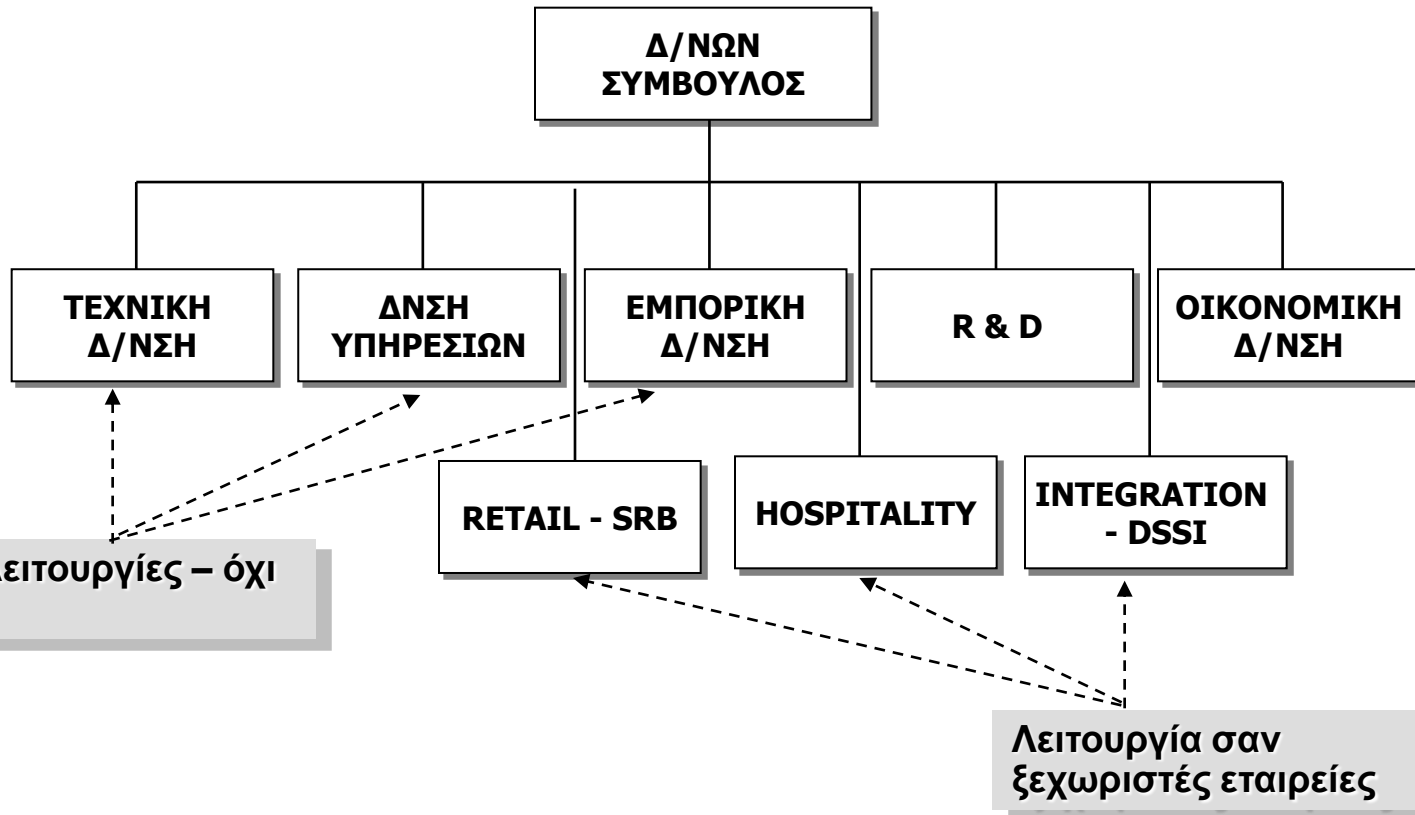 Δ/ΝΩΝ
ΣΥΜΒΟΥΛΟΣ
ΤΕΧΝΙΚΗ
Δ/ΝΣΗ
ΔΝΣΗ
ΥΠΗΡΕΣΙΩΝ
ΕΜΠΟΡΙΚΗ
Δ/ΝΣΗ
R & D
ΟΙΚΟΝΟΜΙΚΗ
Δ/ΝΣΗ
RETAIL - SRB
HOSPITALITY
INTEGRATION
- DSSI
ειτουργίες – όχι
Λειτουργία σαν
ξεχωριστές εταιρείες